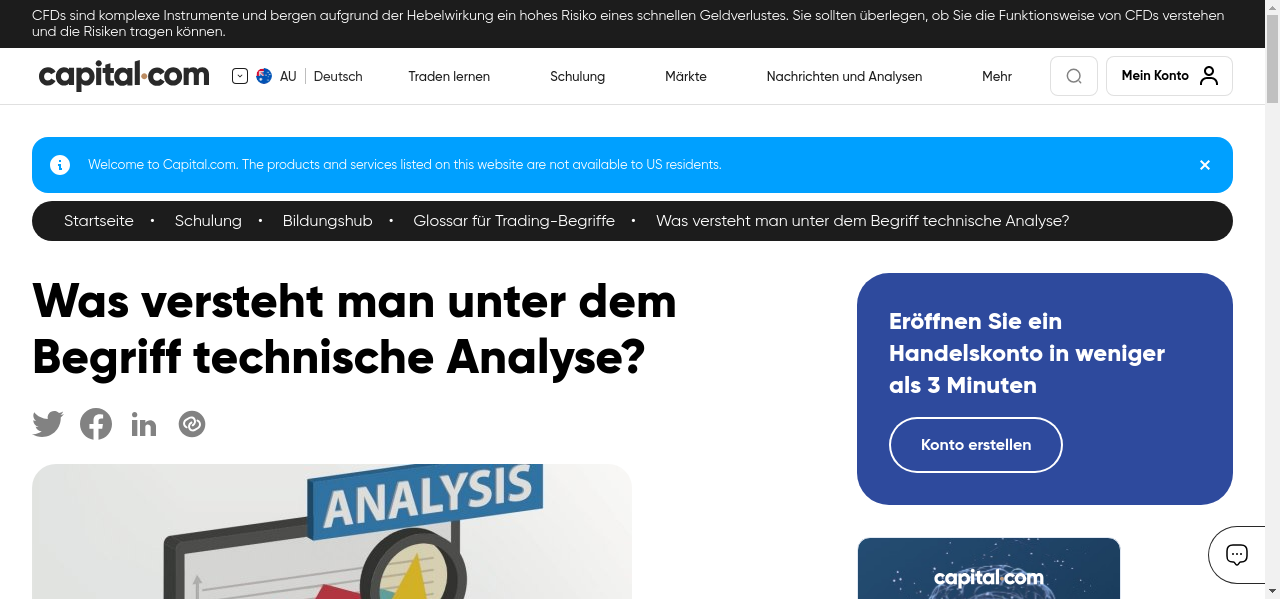 CFDs sind komplexe Instrumente und bergen aufgrund der Hebelwirkung ein hohes Risiko eines schnellen Geldverlustes. Sie sollten überlegen, ob Sie die Funktionsweise von CFDs verstehen
und die Risiken tragen können.
capital.com
AU
Deutsch
Traden lernen
Schulung
Märkte
Nachrichten und Analysen
Mehr
Mein Konto
Welcome to Capital.com. The products and services listed on this website are not available to US residents.
Startseite • Schulung • Bildungshub • Glossar für Trading-Begriffe • Was versteht man unter dem Begriff technische Analyse?
Was versteht man unter dem
Begriff technische Analyse?
ANALYSIS
Eröffnen Sie ein
Handelskonto in weniger
als 3 Minuten
Konto erstellen
capital.com